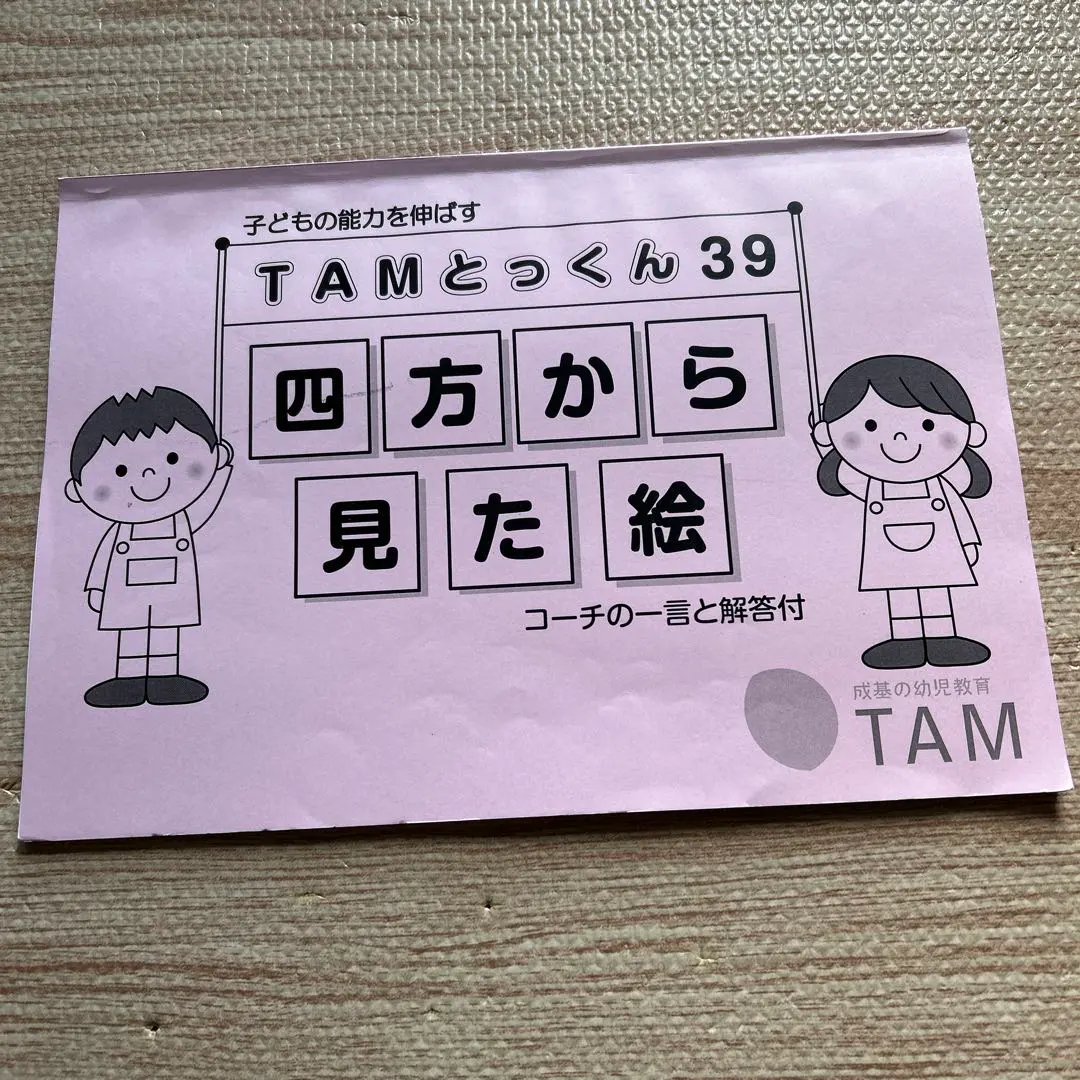 子どもの能力を伸ばす
TAMとっくん39
四方から
見た絵
コーチの一言と解答付
成基の幼児教育
TAM